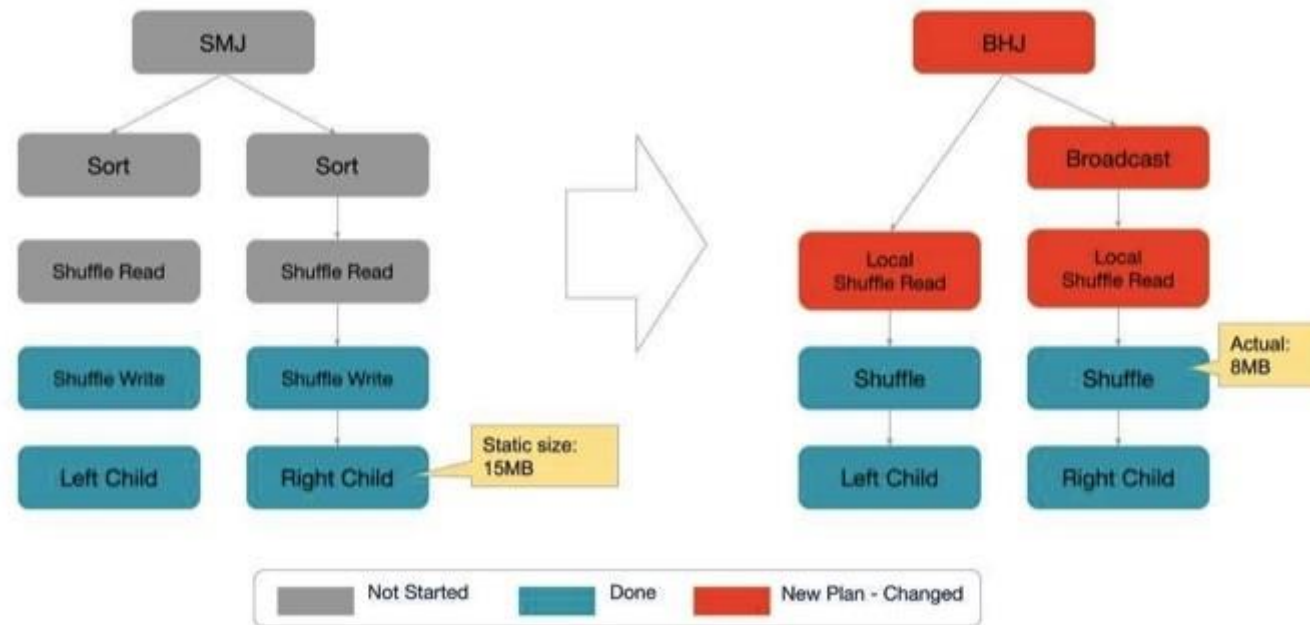 SMJ
Sort
Sort
Shuffle Read
Shuffle Read
Shuffle Write
Shuffle Write
Left Child
Right Child
Static size:
15MB
BHJ
Broadcast
Local
Shuffle Read
Local
Shuffle Read
Shuffle
Shuffle
Actual:
8MB
Left Child
Right Child
Not Started
Done
New Plan - Changed